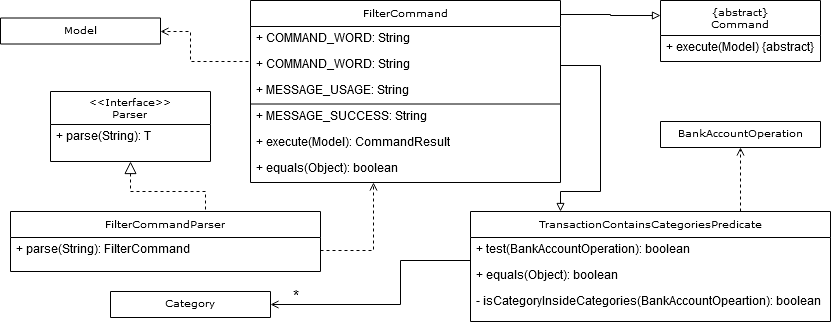 FilterCommand
+ COMMAND_WORD: String
+ COMMAND_WORD: String
+ MESSAGE_USAGE: String
+ MESSAGE_SUCCESS: String
+ execute(Model): CommandResult
+ equals(Object): boolean
Model
{abstract}
Command
+ execute(Model) {abstract}
<<Interface>>
Parser
+ parse(String): T
BankAccountOperation
FilterCommandParser
+ parse(String): FilterCommand
TransactionContainsCategoriesPredicate
+ test(BankAccountOperation): boolean
+ equals(Object): boolean
- isCategoryInsideCategories(BankAccountOpeartion): boolean
*
Category